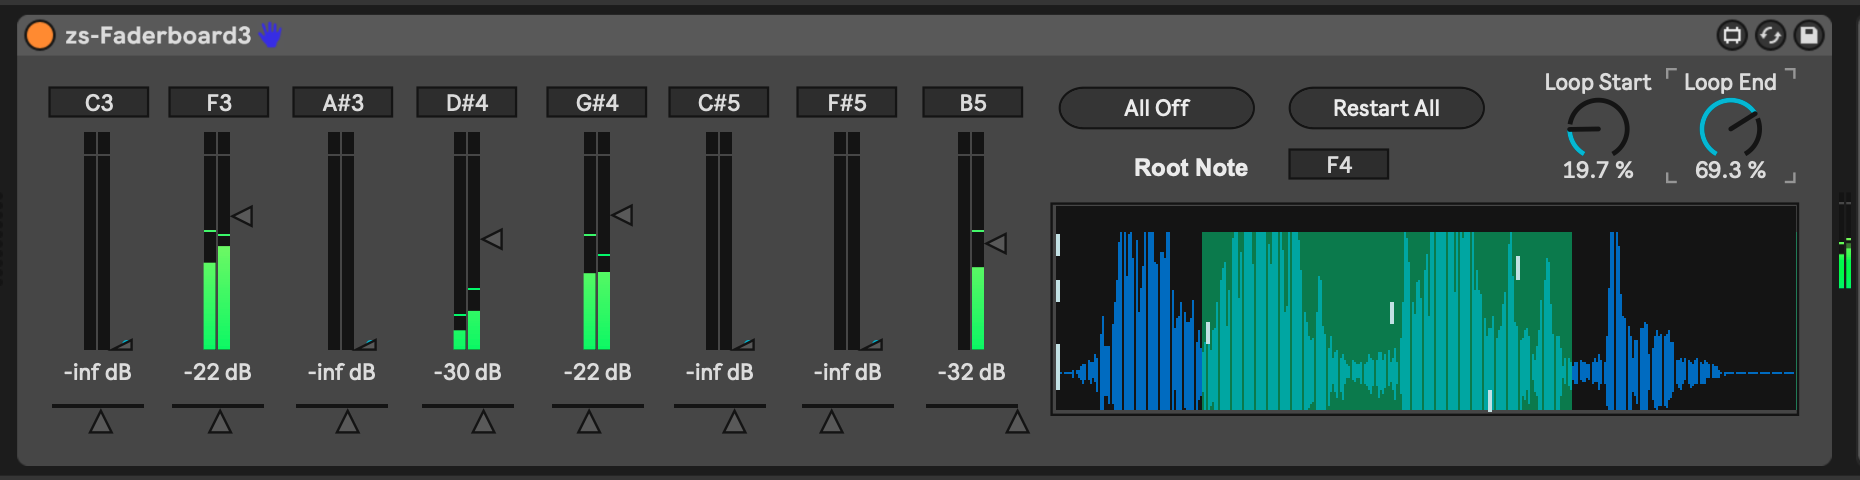 zs-Faderboard3
C3 F3 A#3 D#4 G#4 C#5 F#5 B5
-inf dB -22 dB -inf dB -30 dB -22 dB -inf dB -inf dB -32 dB
All Off Restart All
Root Note F4
Loop Start Loop End
19.7 % 69.3 %